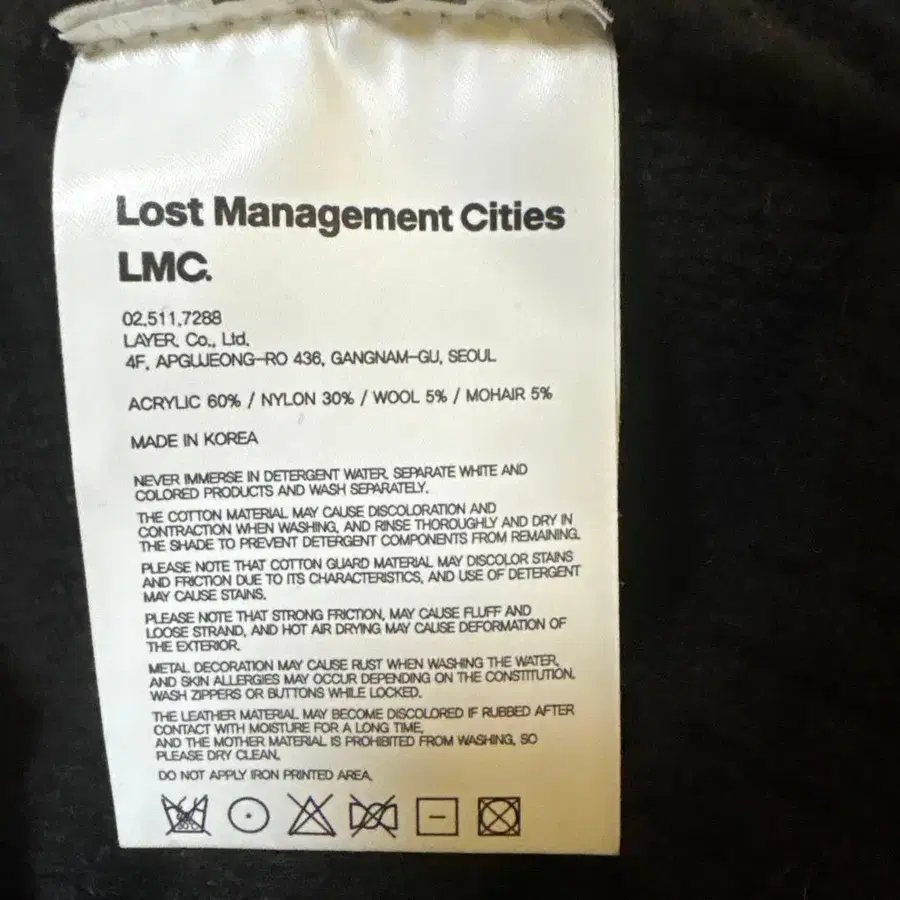 Lost Management Cities
LMC.
02.511.7288
LAYER. Co., Ltd.
4F, APGUJEONG-RO 436, GANGNAM-GU, SEOUL
ACRYLIC 60% / NYLON 30% / WOOL 5% / MOHAIR 5%
MADE IN KOREA
NEVER IMMERSE IN DETERGENT WATER, SEPARATE WHITE AND
COLORED PRODUCTS AND WASH SEPARATELY.
THE COTTON MATERIAL MAY CAUSE DISCOLORATION AND
CONTRACTION WHEN WASHING, AND RINSE THOROUGHLY AND DRY IN
THE SHADE TO PREVENT DETERGENT COMPONENTS FROM REMAINING.
PLEASE NOTE THAT COTTON GUARD MATERIAL MAY DISCOLOR STAINS
AND FRICTION DUE TO ITS CHARACTERISTICS, AND USE OF DETERGENT
MAY CAUSE STAINS.
PLEASE NOTE THAT STRONG FRICTION, MAY CAUSE FLUFF AND
LOOSE STRAND, AND HOT AIR DRYING MAY CAUSE DEFORMATION OF
THE EXTERIOR.
METAL DECORATION MAY CAUSE RUST WHEN WASHING THE WATER,
AND SKIN ALLERGIES MAY OCCUR DEPENDING ON THE CONSTITUTION.
WASH ZIPPERS OR BUTTONS WHILE LOCKED.
THE LEATHER MATERIAL MAY BECOME DISCOLORED IF RUBBED AFTER
CONTACT WITH MOISTURE FOR A LONG TIME,
AND THE MOTHER MATERIAL IS PROHIBITED FROM WASHING, SO
PLEASE DRY CLEAN.
DO NOT APPLY IRON PRINTED AREA.